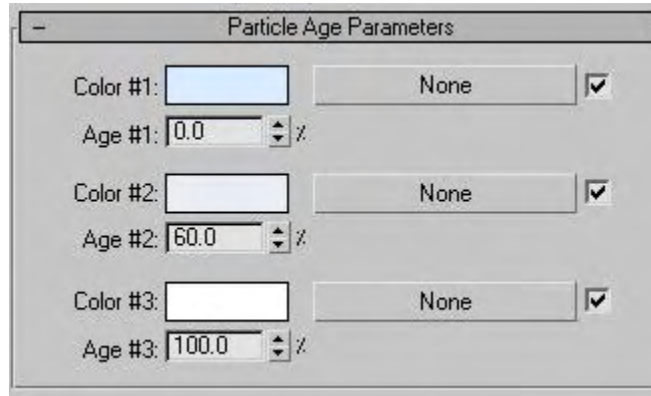 – Particle Age Parameters
Color #1: None
Age #1: 0.0 %
Color #2: None
Age #2: 60.0 %
Color #3: None
Age #3: 100.0 %